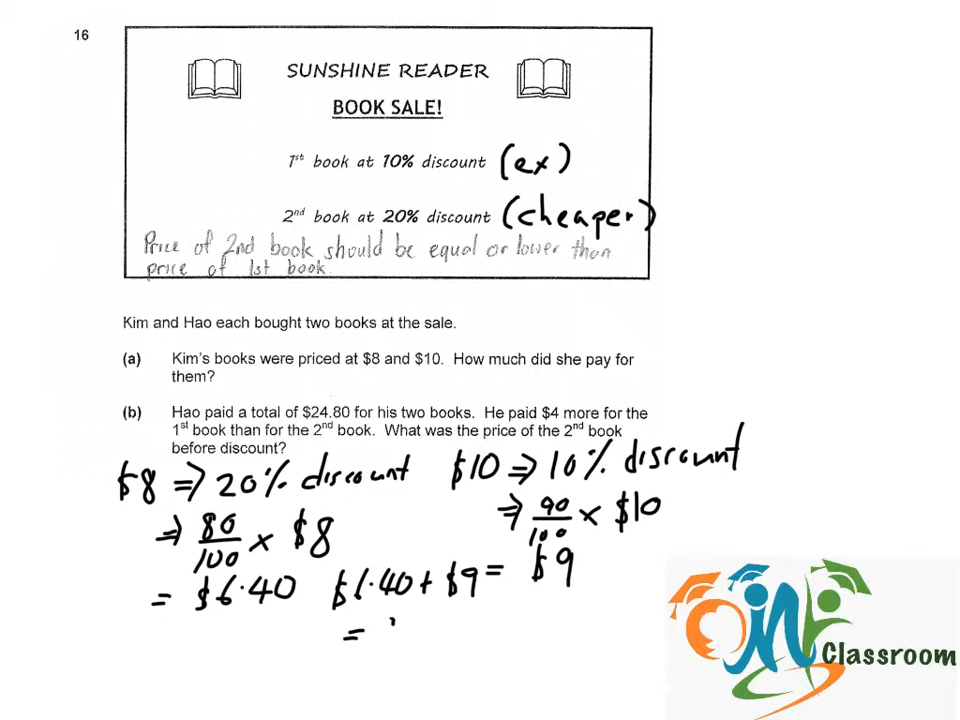 16
SUNSHINE READER
BOOK SALE!
1st book at 10% discount (ex)
2nd book at 20% discount (cheaper)
Price of 2nd book should be equal or lower than
price of 1st book.
Kim and Hao each bought two books at the sale.
(a) Kim's books were priced at $8 and $10. How much did she pay for
them?
(b) Hao paid a total of $24.80 for his two books. He paid $4 more for the
1st book than for the 2nd book. What was the price of the 2nd book
before discount?
$8 ⇒ 20% discount
⇒ 80/100 × $8
= $6.40
$10 ⇒ 10% discount
⇒ 90/100 × $10
= $9
$6.40 + $9
=
Classroom